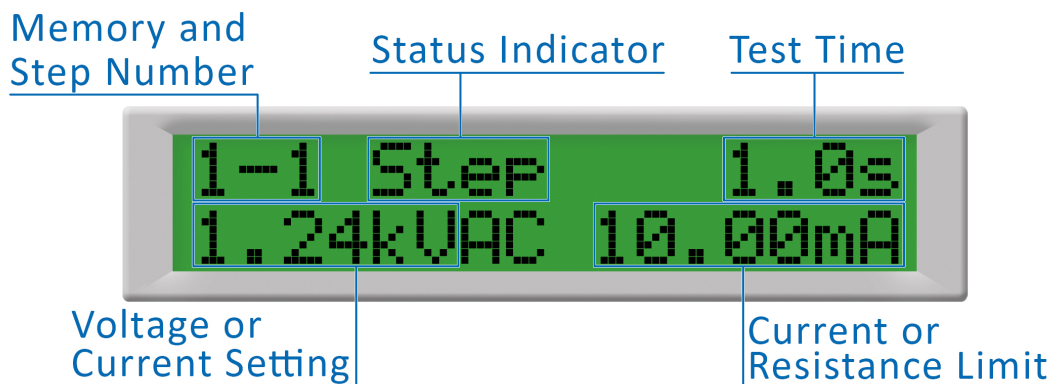 Memory and
Step Number
Status Indicator
Test Time
1-1 Step 1.0s
1.24kVAC 10.00mA
Voltage or
Current Setting
Current or
Resistance Limit